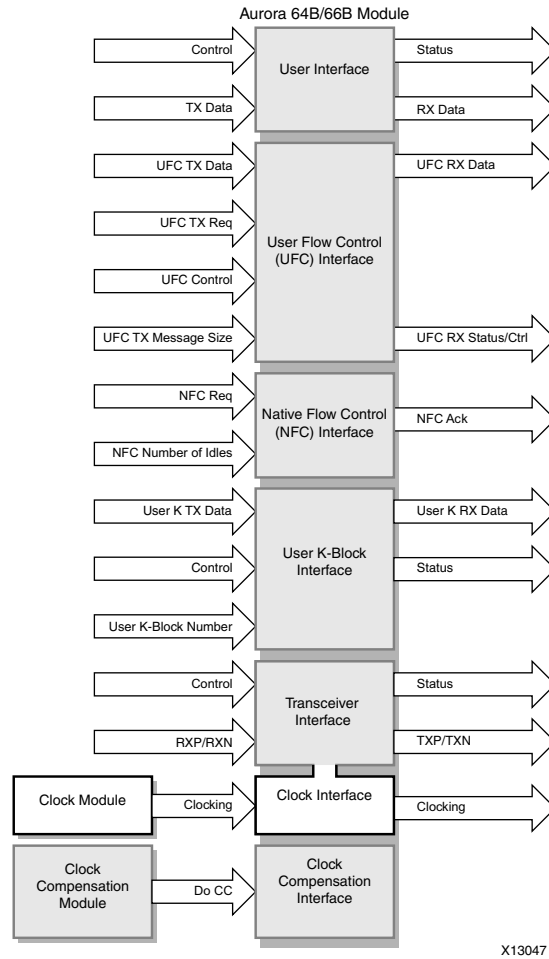 Aurora 64B/66B Module
Control
User Interface
Status
TX Data
RX Data
UFC TX Data
UFC RX Data
UFC TX Req
User Flow Control
(UFC) Interface
UFC Control
UFC TX Message Size
UFC RX Status/Ctrl
NFC Req
Native Flow Control
(NFC) Interface
NFC Ack
NFC Number of Idles
User K TX Data
User K RX Data
User K-Block
Interface
Control
Status
User K-Block Number
Control
Status
Transceiver
Interface
RXP/RXN
TXP/TXN
Clock Module
Clocking
Clock Interface
Clocking
Clock
Compensation
Module
Do CC
Clock
Compensation
Interface
X13047